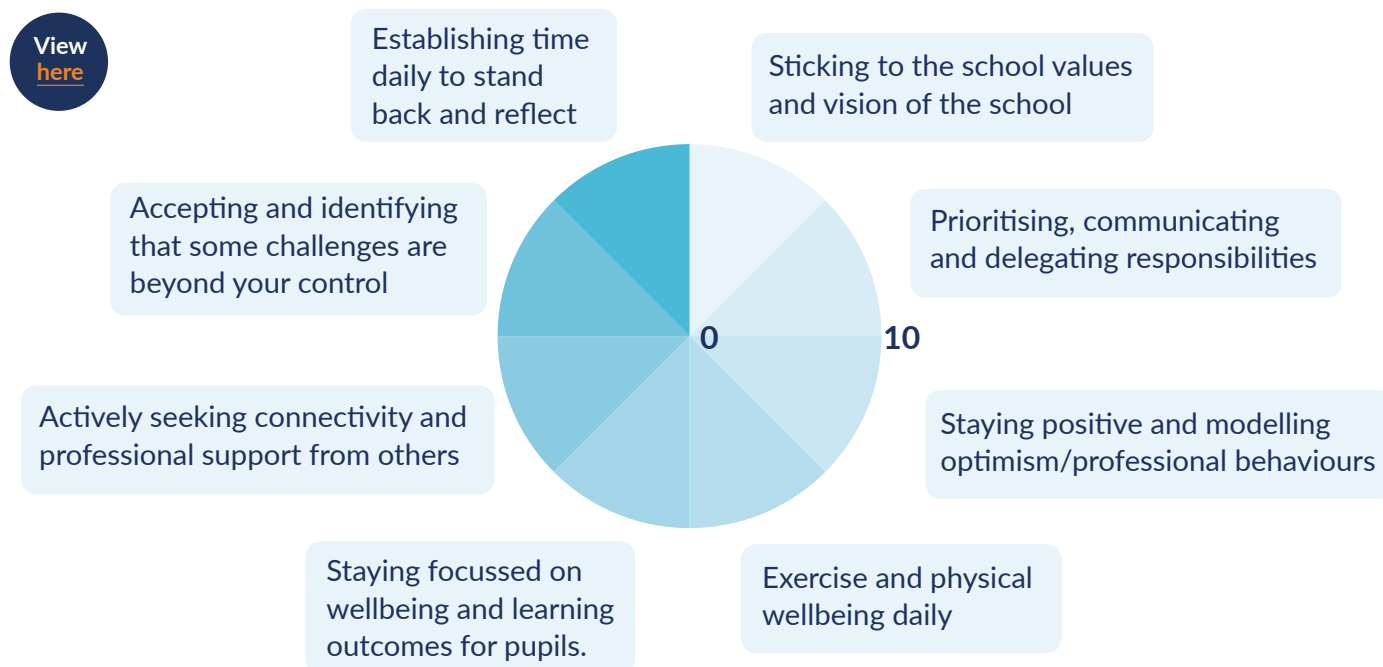 View
here
Establishing time
daily to stand
back and reflect
Sticking to the school values
and vision of the school
Accepting and identifying
that some challenges are
beyond your control
Prioritising, communicating
and delegating responsibilities
0
10
Actively seeking connectivity and
professional support from others
Staying positive and modelling
optimism/professional behaviours
Staying focussed on
wellbeing and learning
outcomes for pupils.
Exercise and physical
wellbeing daily